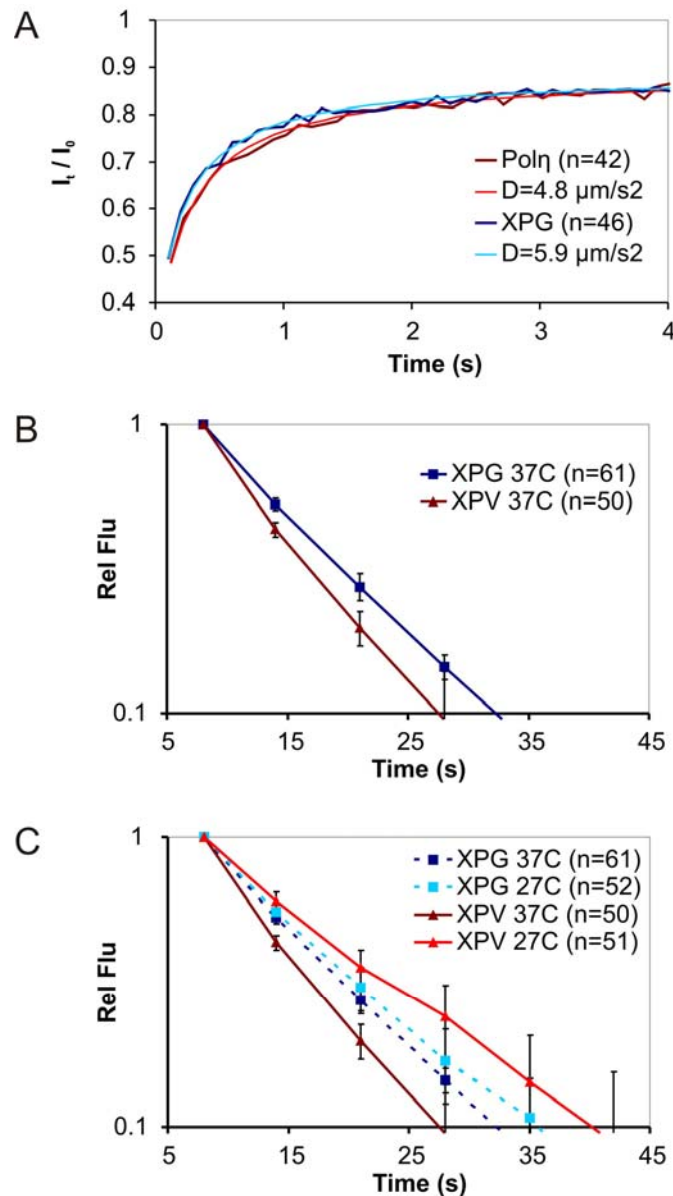 A
1
0.9
0.8
0.7
0.6
0.5
0.4
I_t / I_0
0
1
2
3
4
Time (s)
Polη (n=42)
D=4.8 µm/s2
XPG (n=46)
D=5.9 µm/s2
B
1
0.1
Rel Flu
5
15
25
35
45
Time (s)
XPG 37C (n=61)
XPV 37C (n=50)
C
1
0.1
Rel Flu
5
15
25
35
45
Time (s)
XPG 37C (n=61)
XPG 27C (n=52)
XPV 37C (n=50)
XPV 27C (n=51)